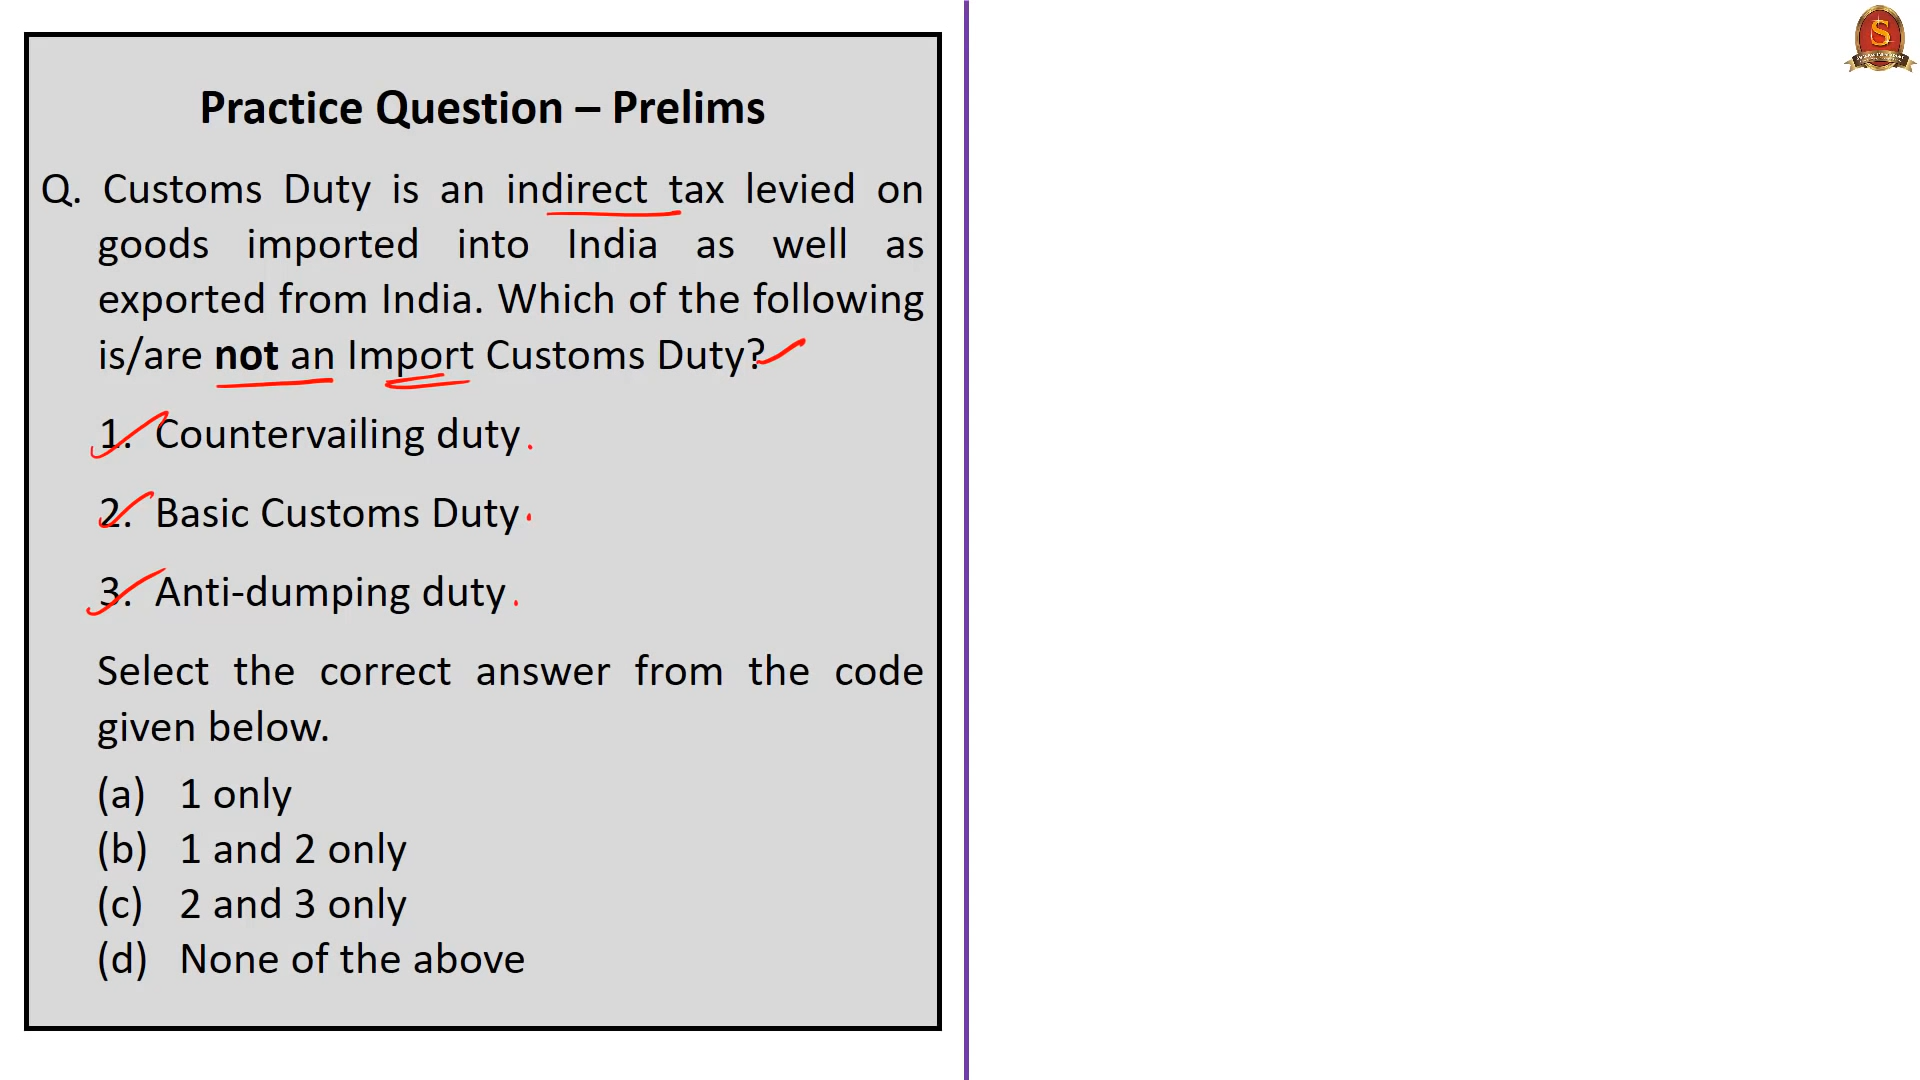 Practice Question – Prelims
Q. Customs Duty is an indirect tax levied on
goods imported into India as well as
exported from India. Which of the following
is/are not an Import Customs Duty?
1. Countervailing duty
2. Basic Customs Duty
3. Anti-dumping duty
Select the correct answer from the code
given below.
(a) 1 only
(b) 1 and 2 only
(c) 2 and 3 only
(d) None of the above
S